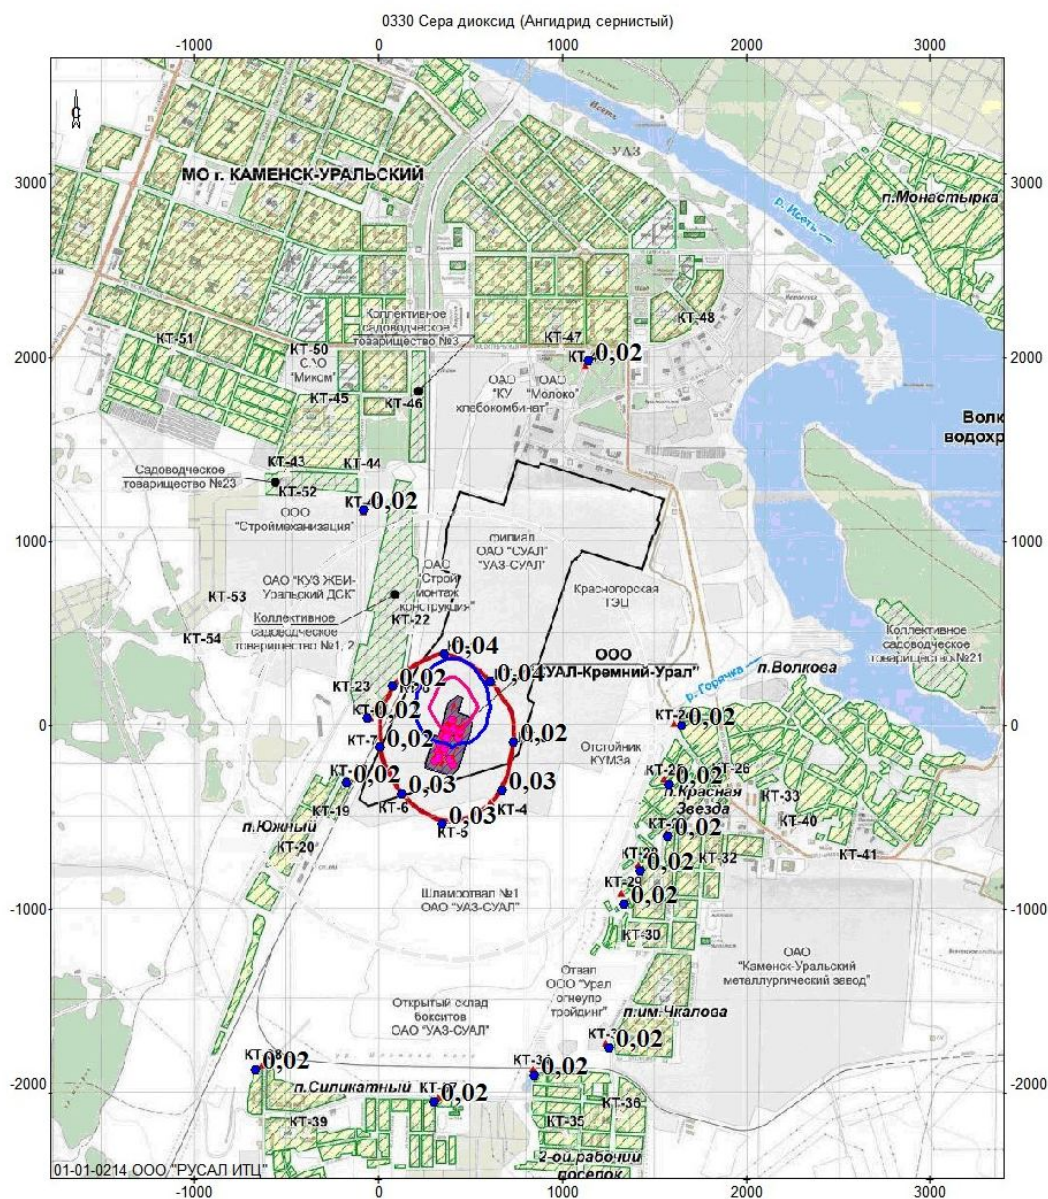 0330 Сера диоксид (Ангидрид сернистый)
-1000 0 1000 2000 3000
С
Исеть
УАЗ
3000
МО г. КАМЕНСК-УРАЛЬСКИЙ
п.Монастырка
3000
р. Исеть
Коллективное
садоводческое
товарищество №3
КТ-51
КТ-47
КТ-48
2000
КТ-50
0,02
2000
"Миком"
КТ-45
КТ-46
ОАО
"КУ
хлебокомбинат"
ОАО
"Молоко"
Волк
водохр
КТ-43
КТ-44
Садоводческое
товарищество №23
КТ-52
0,02
ООО
"Строймеханизация"
1000
филиал
ОАО "СУАЛ"
"УАЗ-СУАЛ"
1000
ОАО "КУЗ ЖБИ-
Уральский ДСК"
ОАО
"Строй
монтаж
конструкция"
Красногорская
ТЭЦ
КТ-53
КТ-22
КТ-54
Коллективное
садоводческое
товарищество №1, 2
Коллективное
садоводческое
товарищество №21
0,04
ООО
"УАЛ-Кремний-Урал"
п.Волкова
р. Горячка
0,02
0,04
КТ-23
0
0,02
0,02
0
КТ-7
0,02
0,02
Отстойник
КУМЗа
0,02
0,03
0,03
0,02
КТ-26
п.Красная
Звезда
КТ-33
КТ-19
КТ-6
КТ-4
0,03
КТ-5
КТ-40
п.Южный
КТ-20
0,02
КТ-41
0,02
КТ-32
КТ-29
0,02
Шламоотвал №1
ОАО "УАЗ-СУАЛ"
-1000
КТ-30
-1000
ОАО
"Каменск-Уральский
металлургический завод"
Отвал
ООО "Урал
огнеупр
тройдинг"
Открытый склад
бокситов
ОАО "УАЗ-СУАЛ"
п.им.Чкалова
0,02
0,02
0,02
-2000
п.Силикатный
0,02
-2000
КТ-36
КТ-39
КТ-35
2-ой рабочий
поселок
01-01-0214 ООО "РУСАЛ ИТЦ"
-1000 0 1000 2000 3000